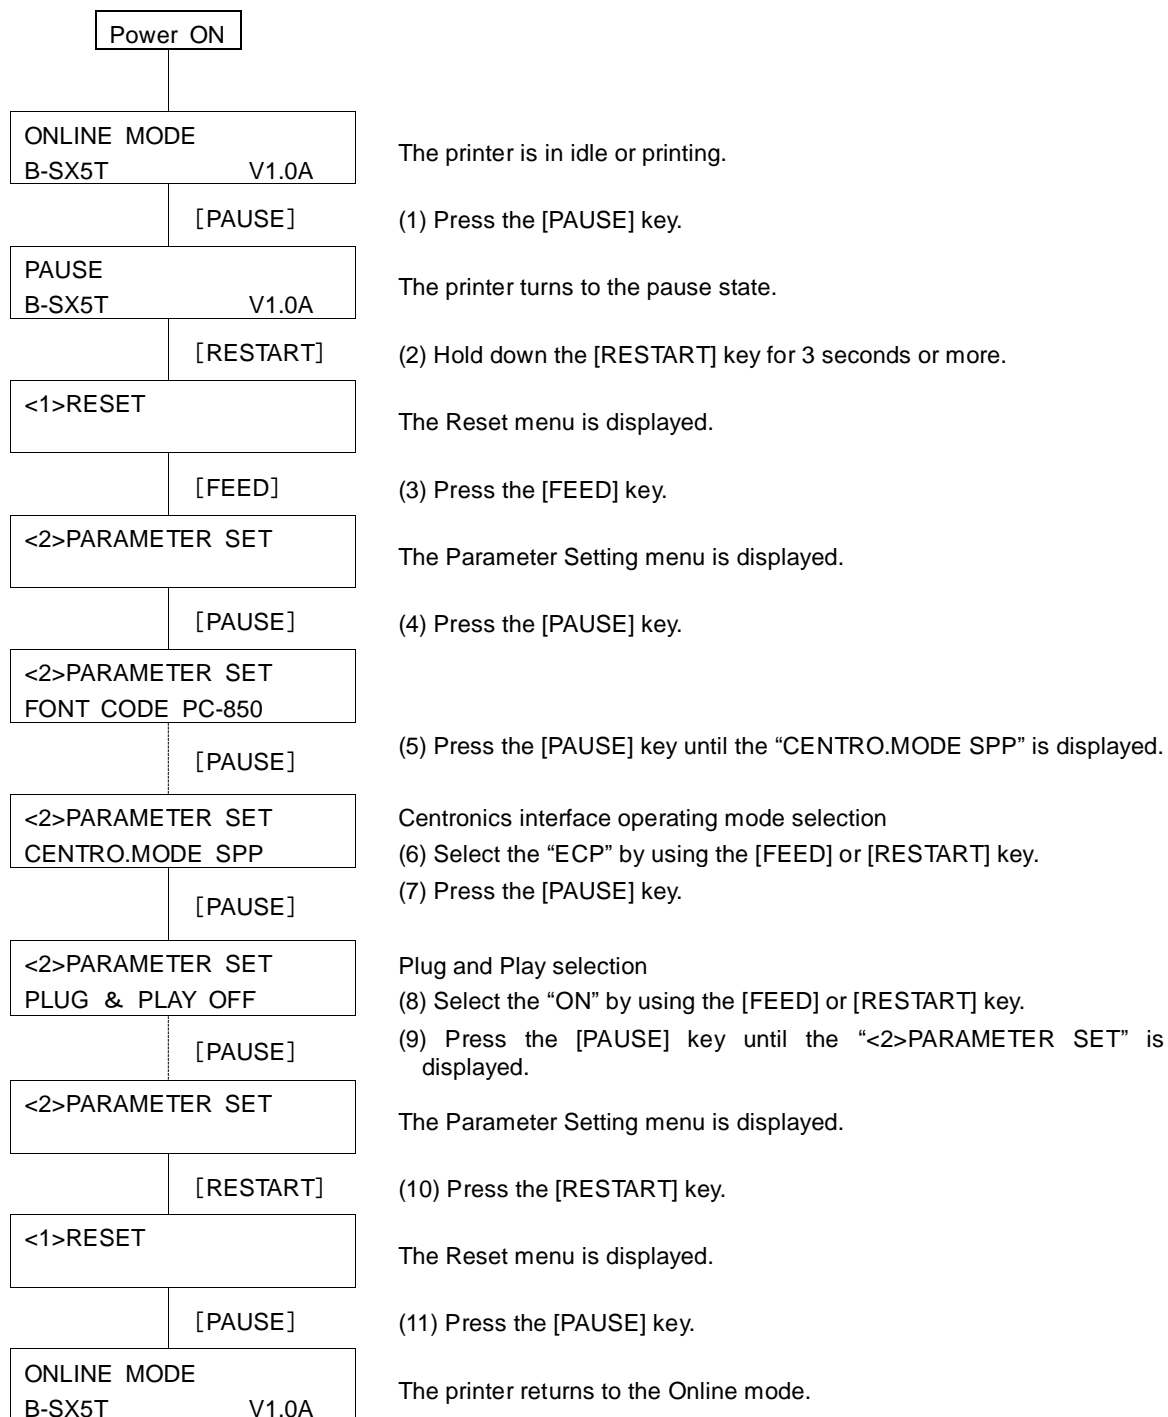 Power ON
ONLINE MODE
B-SX5T V1.0A
The printer is in idle or printing.
[PAUSE]
(1) Press the [PAUSE] key.
PAUSE
B-SX5T V1.0A
The printer turns to the pause state.
[RESTART]
(2) Hold down the [RESTART] key for 3 seconds or more.
<1>RESET
The Reset menu is displayed.
[FEED]
(3) Press the [FEED] key.
<2>PARAMETER SET
The Parameter Setting menu is displayed.
[PAUSE]
(4) Press the [PAUSE] key.
<2>PARAMETER SET
FONT CODE PC-850
[PAUSE]
(5) Press the [PAUSE] key until the “CENTRO.MODE SPP” is displayed.
<2>PARAMETER SET
CENTRO.MODE SPP
Centronics interface operating mode selection
(6) Select the “ECP” by using the [FEED] or [RESTART] key.
[PAUSE]
(7) Press the [PAUSE] key.
<2>PARAMETER SET
PLUG & PLAY OFF
Plug and Play selection
(8) Select the “ON” by using the [FEED] or [RESTART] key.
[PAUSE]
(9) Press the [PAUSE] key until the “<2>PARAMETER SET” is
displayed.
<2>PARAMETER SET
The Parameter Setting menu is displayed.
[RESTART]
(10) Press the [RESTART] key.
<1>RESET
The Reset menu is displayed.
[PAUSE]
(11) Press the [PAUSE] key.
ONLINE MODE
B-SX5T V1.0A
The printer returns to the Online mode.